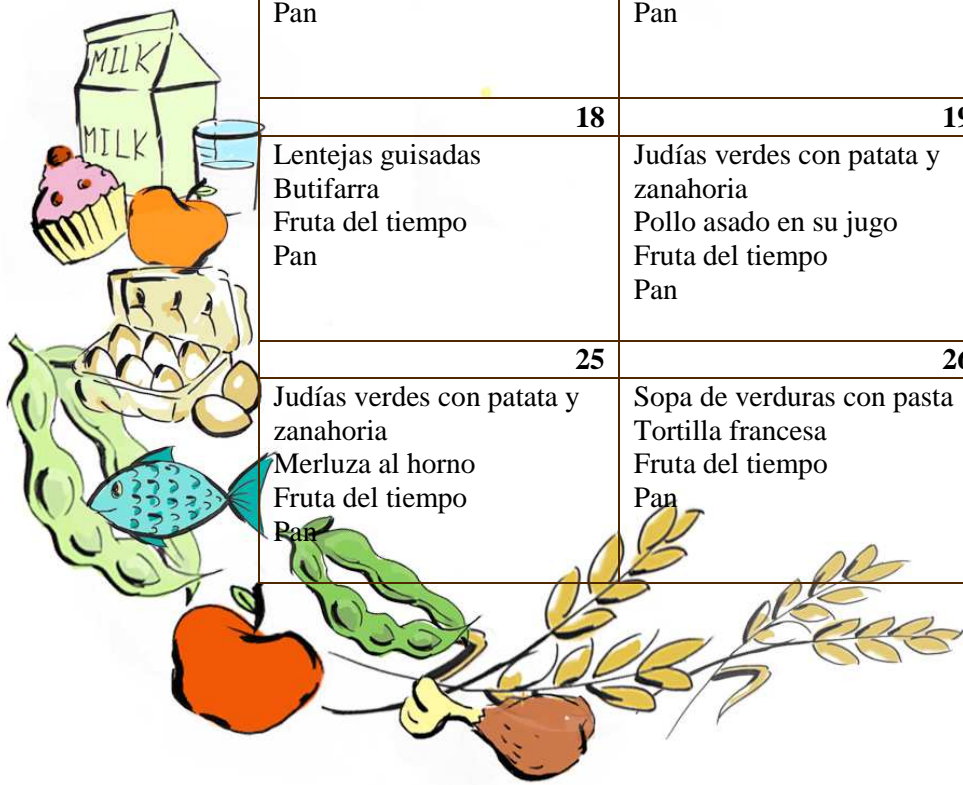 Pan
Pan
MILK
MILK
18
19
Lentejas guisadas
Butifarra
Fruta del tiempo
Pan
Judías verdes con patata y
zanahoria
Pollo asado en su jugo
Fruta del tiempo
Pan
25
26
Judías verdes con patata y
zanahoria
Merluza al horno
Fruta del tiempo
Pan
Sopa de verduras con pasta
Tortilla francesa
Fruta del tiempo
Pan